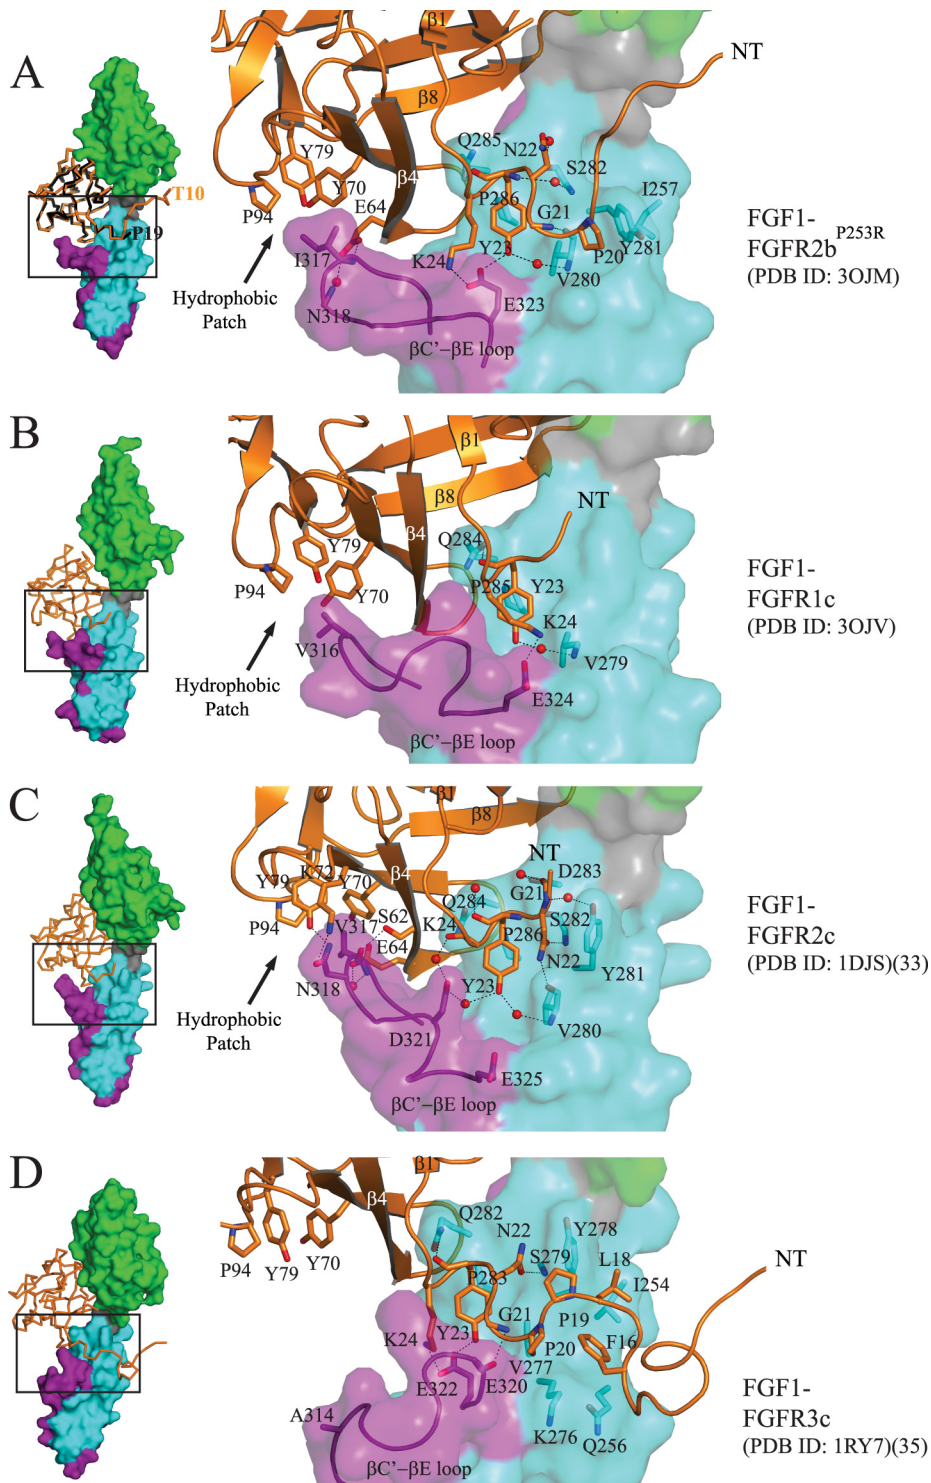 A
T10
P19
β1
NT
β8
Q285
N22
S282
Y79
β4
P286
I257
Y70
G21
P94
E64
Y23
P20
Y281
K24
I317
V280
Hydrophobic
Patch
N318
E323
βC'–βE loop
FGF1-
FGFR2b P253R
(PDB ID: 3OJM)
B
β1
β8
NT
β4
Q284
Y79
P285
Y23
P94
Y70
K24
V316
V279
Hydrophobic
Patch
E324
βC'–βE loop
FGF1-
FGFR1c
(PDB ID: 3OJV)
C
β1
β8
NT
β4
D283
Y79
K72
Y70
G21
Q284
S282
P94
V317
S62
K24
P286
E64
N22
Y281
N318
Y23
Hydrophobic
Patch
D321
V280
E325
βC'–βE loop
FGF1-
FGFR2c
(PDB ID: 1DJS)(33)
D
β1
β4
Q282
N22
Y278
S279
L18
NT
P94
Y79
Y70
P283
I254
P19
G21
K24
Y23
P20
F16
V277
E322
E320
A314
K276
Q256
βC'–βE loop
FGF1-
FGFR3c
(PDB ID: 1RY7)(35)